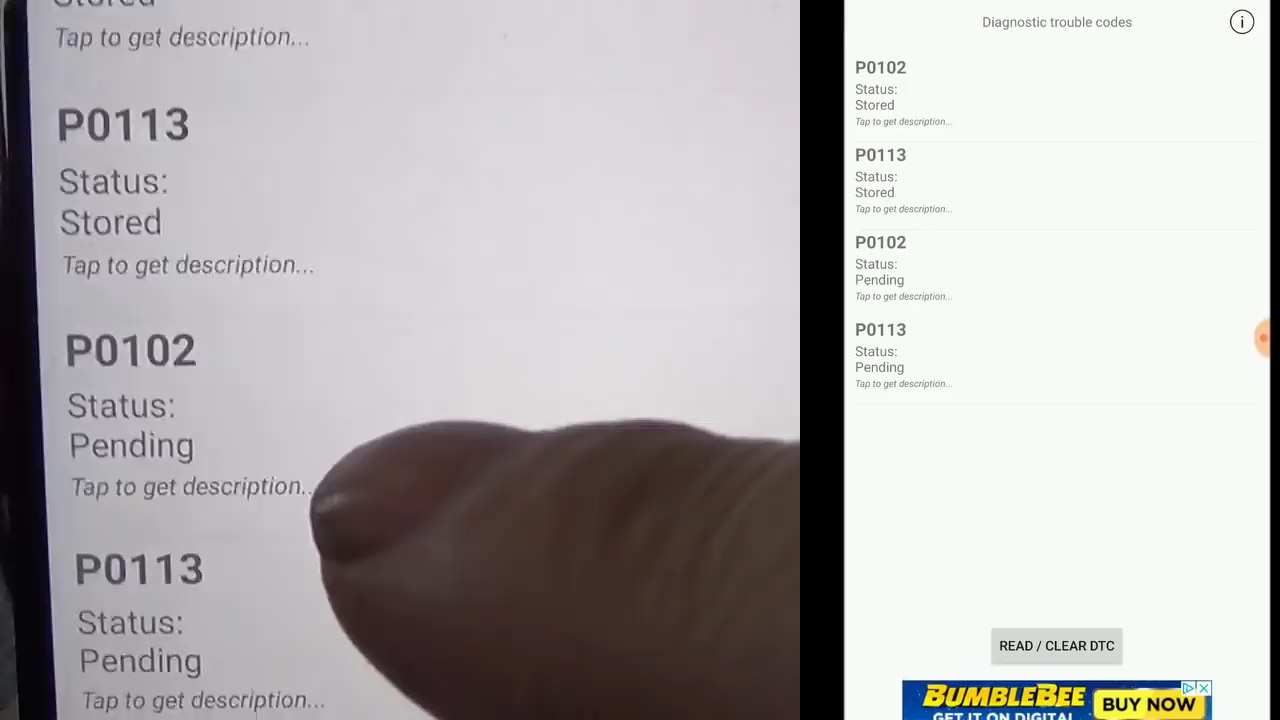 Stored
Tap to get description...
P0113
Status:
Stored
Tap to get description...
P0102
Status:
Pending
Tap to get description..
P0113
Status:
Pending
Tap to get description...
Diagnostic trouble codes
i
P0102
Status:
Stored
Tap to get description...
P0113
Status:
Stored
Tap to get description...
P0102
Status:
Pending
Tap to get description...
P0113
Status:
Pending
Tap to get description...
READ / CLEAR DTC
BUMBLEBEE
GET IT ON DIGITAL
BUY NOW